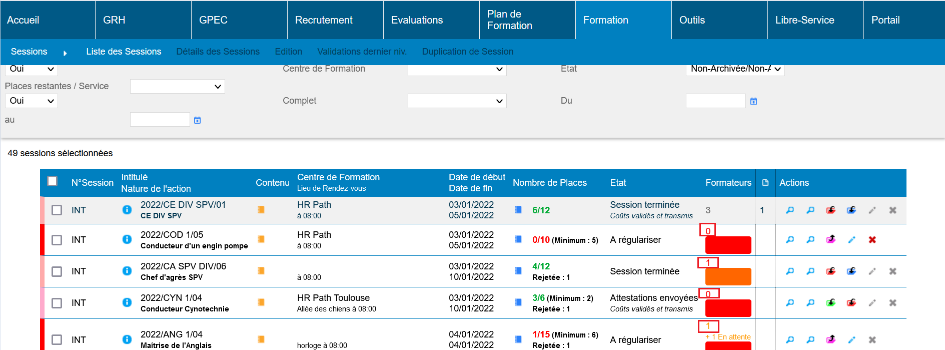 Accueil GRH GPEC Recrutement Evaluations Plan de Formation Formation Outils Libre-Service Portail
Sessions Liste des Sessions Détails des Sessions Edition Validations dernier niv. Duplication de Session
Oui Centre de Formation Etat Non-Archivée/Non-A
Places restantes / Service
Oui Complet Du
au
49 sessions sélectionnées
N°Session Intitulé Contenu Centre de Formation Date de début Nombre de Places Etat Formateurs Actions
Nature de l'action Lieu de Rendez vous Date de fin
INT 2022/CE DIV SPV/01 HR Path 03/01/2022 6/12 Session terminée 3 1
CE DIV SPV à 08:00 05/01/2022 Coûts validés et transmis
INT 2022/COD 1/05 HR Path 03/01/2022 0/10 (Minimum : 5) A régulariser 0
Conducteur d'un engin pompe à 08:00 05/01/2022
INT 2022/CA SPV DIV/06 03/01/2022 4/12 Session terminée 1
Chef d'agrès SPV à 08:00 10/01/2022 Rejetée : 1
INT 2022/CYN 1/04 HR Path Toulouse 03/01/2022 3/6 (Minimum : 2) Attestations envoyées 0
Conducteur Cynotechnie Allée des chiens à 08:00 10/01/2022 Rejetée : 1 Coûts validés et transmis
INT 2022/ANG 1/04 04/01/2022 1/15 (Minimum : 6) A régulariser 1
Maitrise de l'Anglais horloge à 08:00 04/01/2022 Rejetée : 1 + 1 En attente